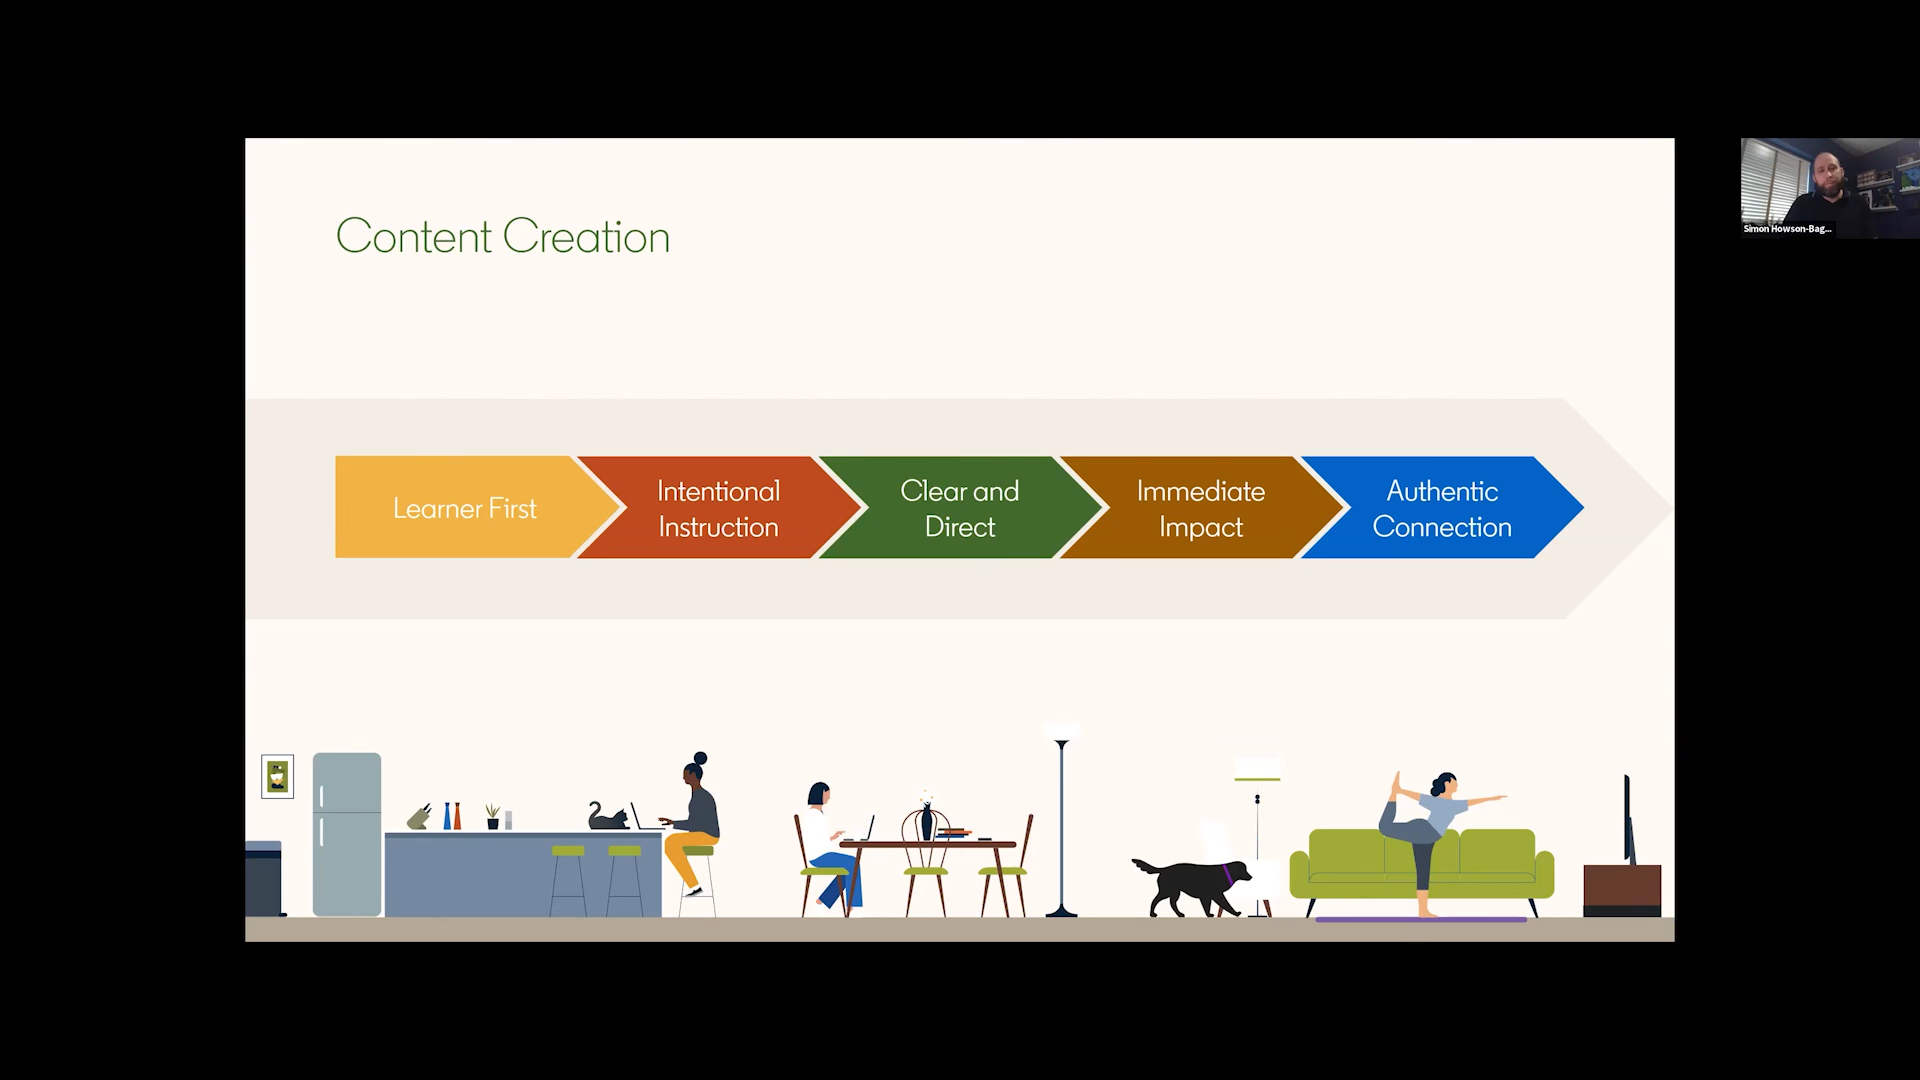 Content Creation
Learner First
Intentional
Instruction
Clear and
Direct
Immediate
Impact
Authentic
Connection
Simon Howson-Bag...